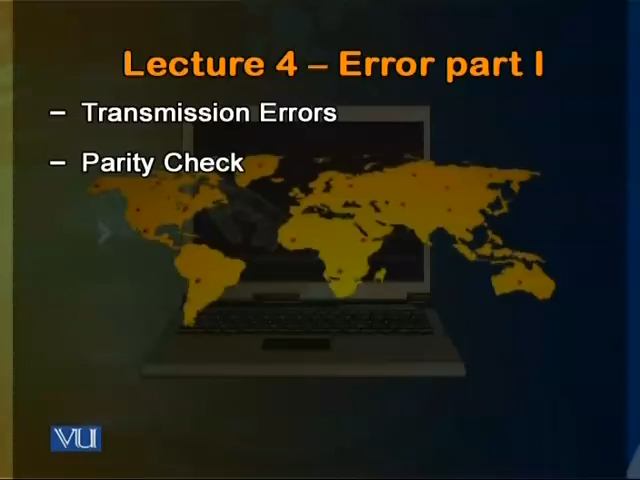 Lecture 4 – Error part I
– Transmission Errors
– Parity Check
VU